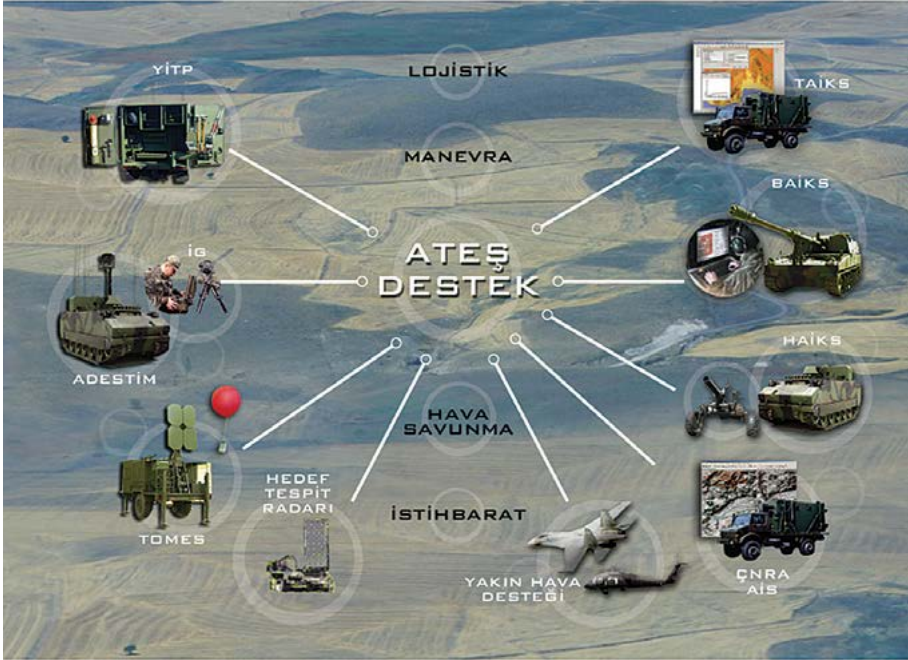 YİTP
LOJİSTİK
TAİKS
MANEVRA
BAİKS
İG
ATEŞ
DESTEK
ADESTİM
HAİKS
HAVA
SAVUNMA
HEDEF
TESPİT
RADARI
İSTİHBARAT
TOMES
YAKIN HAVA
DESTEĞİ
ÇNRA
AİS